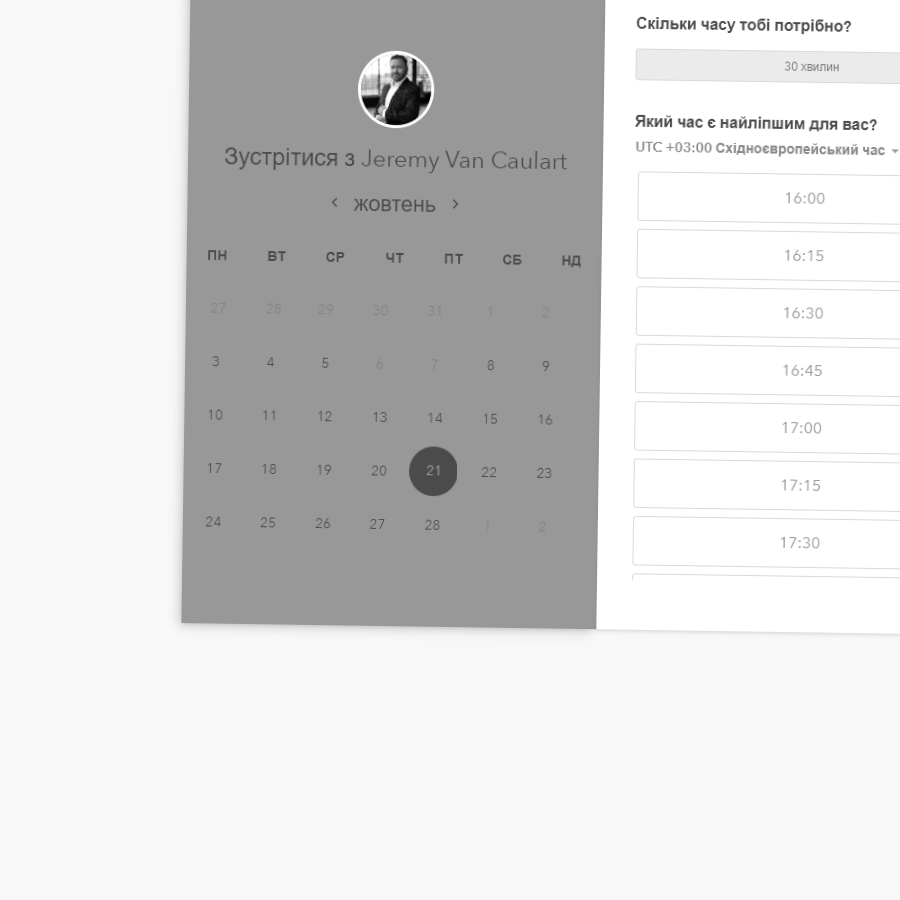 Зустрітися з Jeremy Van Caulart
жовтень
ПН ВТ СР ЧТ ПТ СБ НД
27 28 29 30 31 1 2
3 4 5 6 7 8 9
10 11 12 13 14 15 16
17 18 19 20 21 22 23
24 25 26 27 28 1 2
Скільки часу тобі потрібно?
30 хвилин
Який час є найліпшим для вас?
UTC +03:00 Східноєвропейський час
16:00
16:15
16:30
16:45
17:00
17:15
17:30